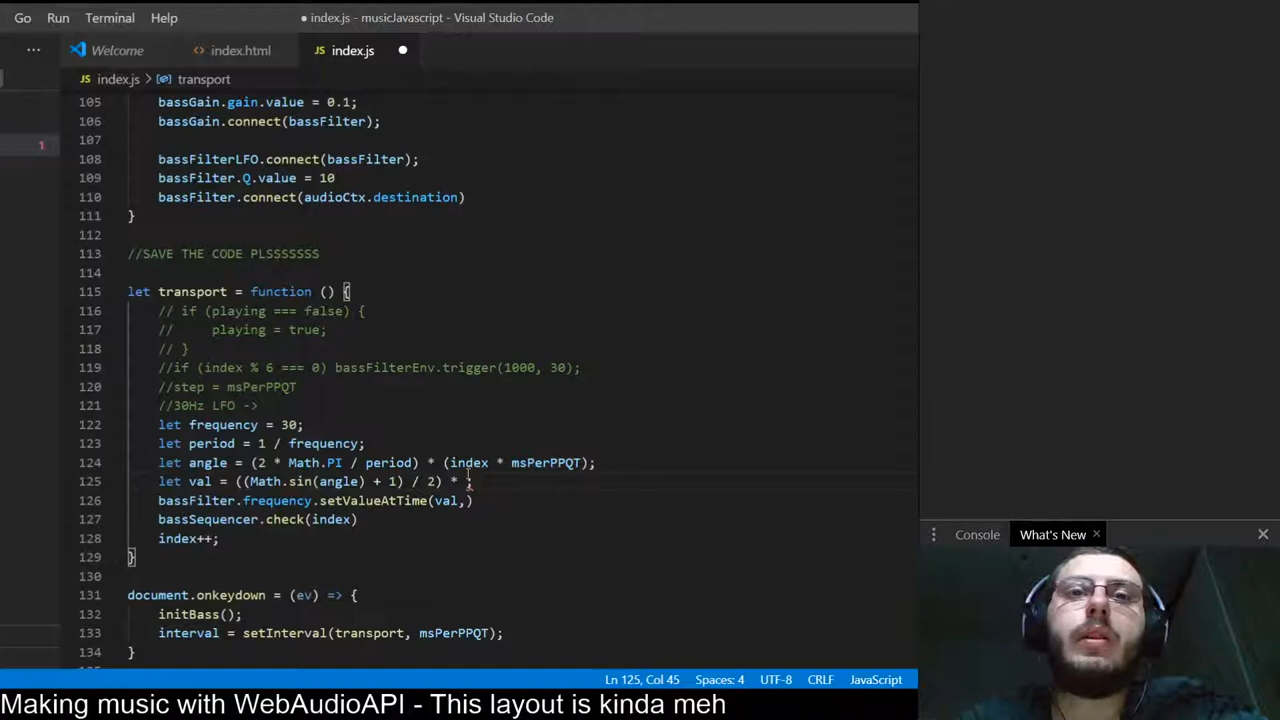 Go Run Terminal Help ● index.js - musicJavascript - Visual Studio Code
··· Welcome <> index.html JS index.js ●
JS index.js > transport
1
105 bassGain.gain.value = 0.1;
106 bassGain.connect(bassFilter);
107
108 bassFilterLFO.connect(bassFilter);
109 bassFilter.Q.value = 10
110 bassFilter.connect(audioCtx.destination)
111 }
112
113 //SAVE THE CODE PLSSSSSSS
114
115 let transport = function () {
116 // if (playing === false) {
117 //     playing = true;
118 // }
119 //if (index % 6 === 0) bassFilterEnv.trigger(1000, 30);
120 //step = msPerPPQT
121 //30Hz LFO ->
122 let frequency = 30;
123 let period = 1 / frequency;
124 let angle = (2 * Math.PI / period) * (index * msPerPPQT);
125 let val = ((Math.sin(angle) + 1) / 2) * ;
126 bassFilter.frequency.setValueAtTime(val,)
127 bassSequencer.check(index)
128 index++;
129 }
130
131 document.onkeydown = (ev) => {
132 initBass();
133 interval = setInterval(transport, msPerPPQT);
134 }
Console What's New ×
Ln 125, Col 45 Spaces: 4 UTF-8 CRLF JavaScript
Making music with WebAudioAPI - This layout is kinda meh